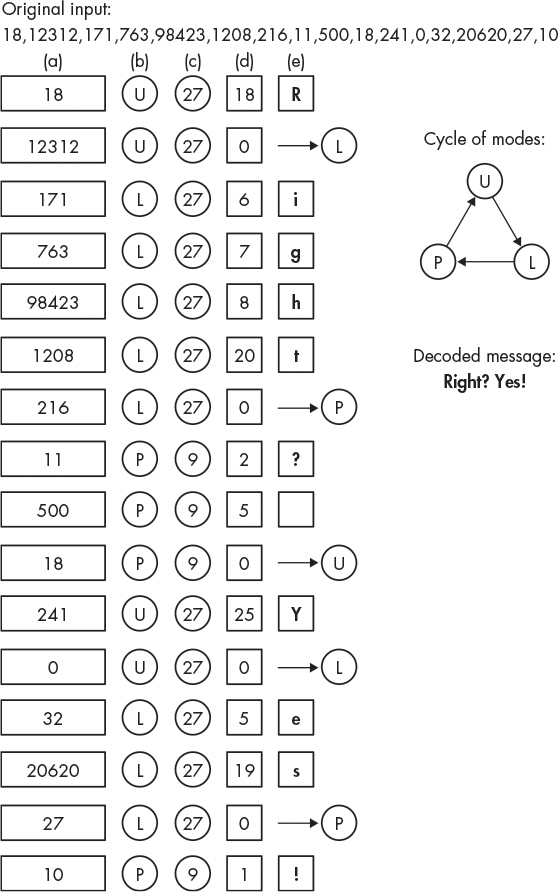 Original input:
18,12312,171,763,98423,1208,216,11,500,18,241,0,32,20620,27,10
(a) (b) (c) (d) (e)
18 U 27 18 R
12312 U 27 0 L
171 L 27 6 i
763 L 27 7 g
98423 L 27 8 h
1208 L 27 20 t
216 L 27 0 P
11 P 9 2 ?
500 P 9 5
18 P 9 0 U
241 U 27 25 Y
0 U 27 0 L
32 L 27 5 e
20620 L 27 19 s
27 L 27 0 P
10 P 9 1 !
Cycle of modes:
U
P L
Decoded message:
Right? Yes!